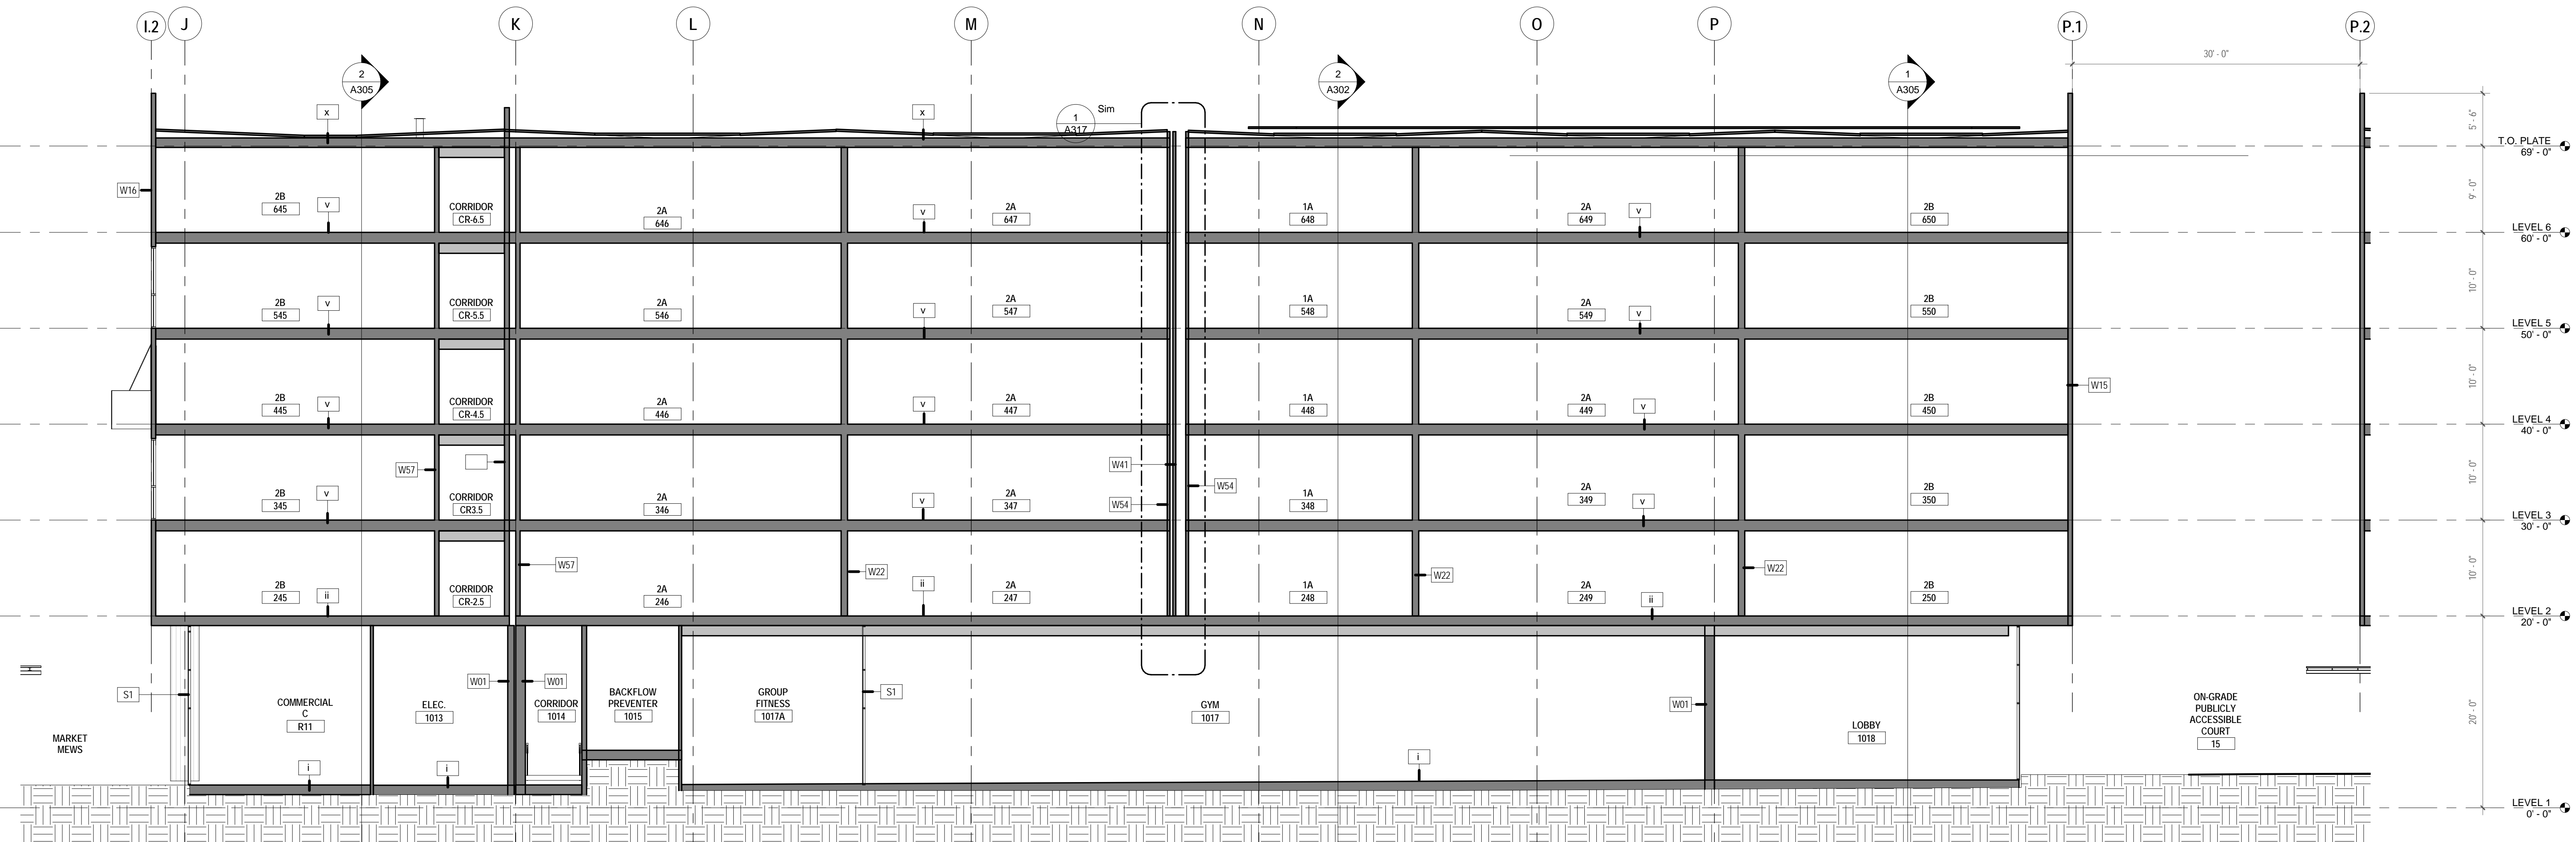 I.2
J
K
L
M
N
O
P
P.1
P.2
30' - 0"
2
A305
2
A302
1
A305
1
A317
Sim
x
x
5' - 6"
T.O. PLATE
69' - 0"
W16
2B
645
v
CORRIDOR
CR-6.5
2A
646
v
2A
647
1A
648
2A
649
v
2B
650
9' - 0"
LEVEL 6
60' - 0"
2B
545
v
CORRIDOR
CR-5.5
2A
546
v
2A
547
1A
548
2A
549
v
2B
550
10' - 0"
LEVEL 5
50' - 0"
W15
2B
445
v
CORRIDOR
CR-4.5
2A
446
v
2A
447
1A
448
2A
449
v
2B
450
10' - 0"
LEVEL 4
40' - 0"
W57
W41
W54
W54
2B
345
v
CORRIDOR
CR3.5
2A
346
v
2A
347
1A
348
2A
349
v
2B
350
10' - 0"
LEVEL 3
30' - 0"
W57
W22
W22
W22
2B
245
ii
CORRIDOR
CR-2.5
2A
246
ii
2A
247
1A
248
2A
249
ii
2B
250
10' - 0"
LEVEL 2
20' - 0"
S1
W01
W01
S1
W01
COMMERCIAL
C
R11
ELEC.
1013
CORRIDOR
1014
BACKFLOW
PREVENTER
1015
GROUP
FITNESS
1017A
GYM
1017
LOBBY
1018
ON-GRADE
PUBLICLY
ACCESSIBLE
COURT
15
20' - 0"
MARKET
MEWS
i
i
i
LEVEL 1
0' - 0"